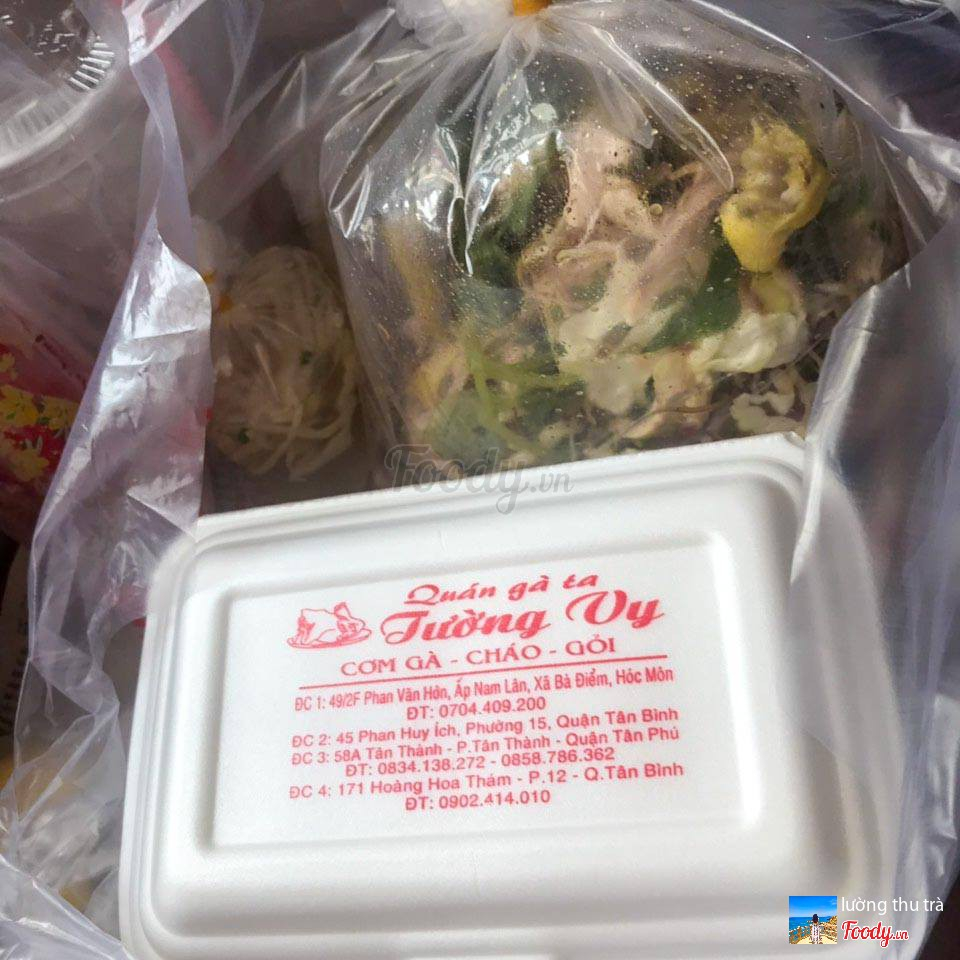 Foody.vn
Quán gà ta
Tường Vy
CƠM GÀ - CHÁO - GỎI
ĐC 1: 49/2F Phan Văn Hớn, Ấp Nam Lân, Xã Bà Điểm, Hóc Môn
ĐT: 0704.409.200
ĐC 2: 45 Phan Huy Ích, Phường 15, Quận Tân Bình
ĐC 3: 58A Tân Thành - P.Tân Thành - Quận Tân Phú
ĐT: 0834.138.272 - 0858.786.362
ĐC 4: 171 Hoàng Hoa Thám - P.12 - Q.Tân Bình
ĐT: 0902.414.010
lường thu trà
Foody.vn